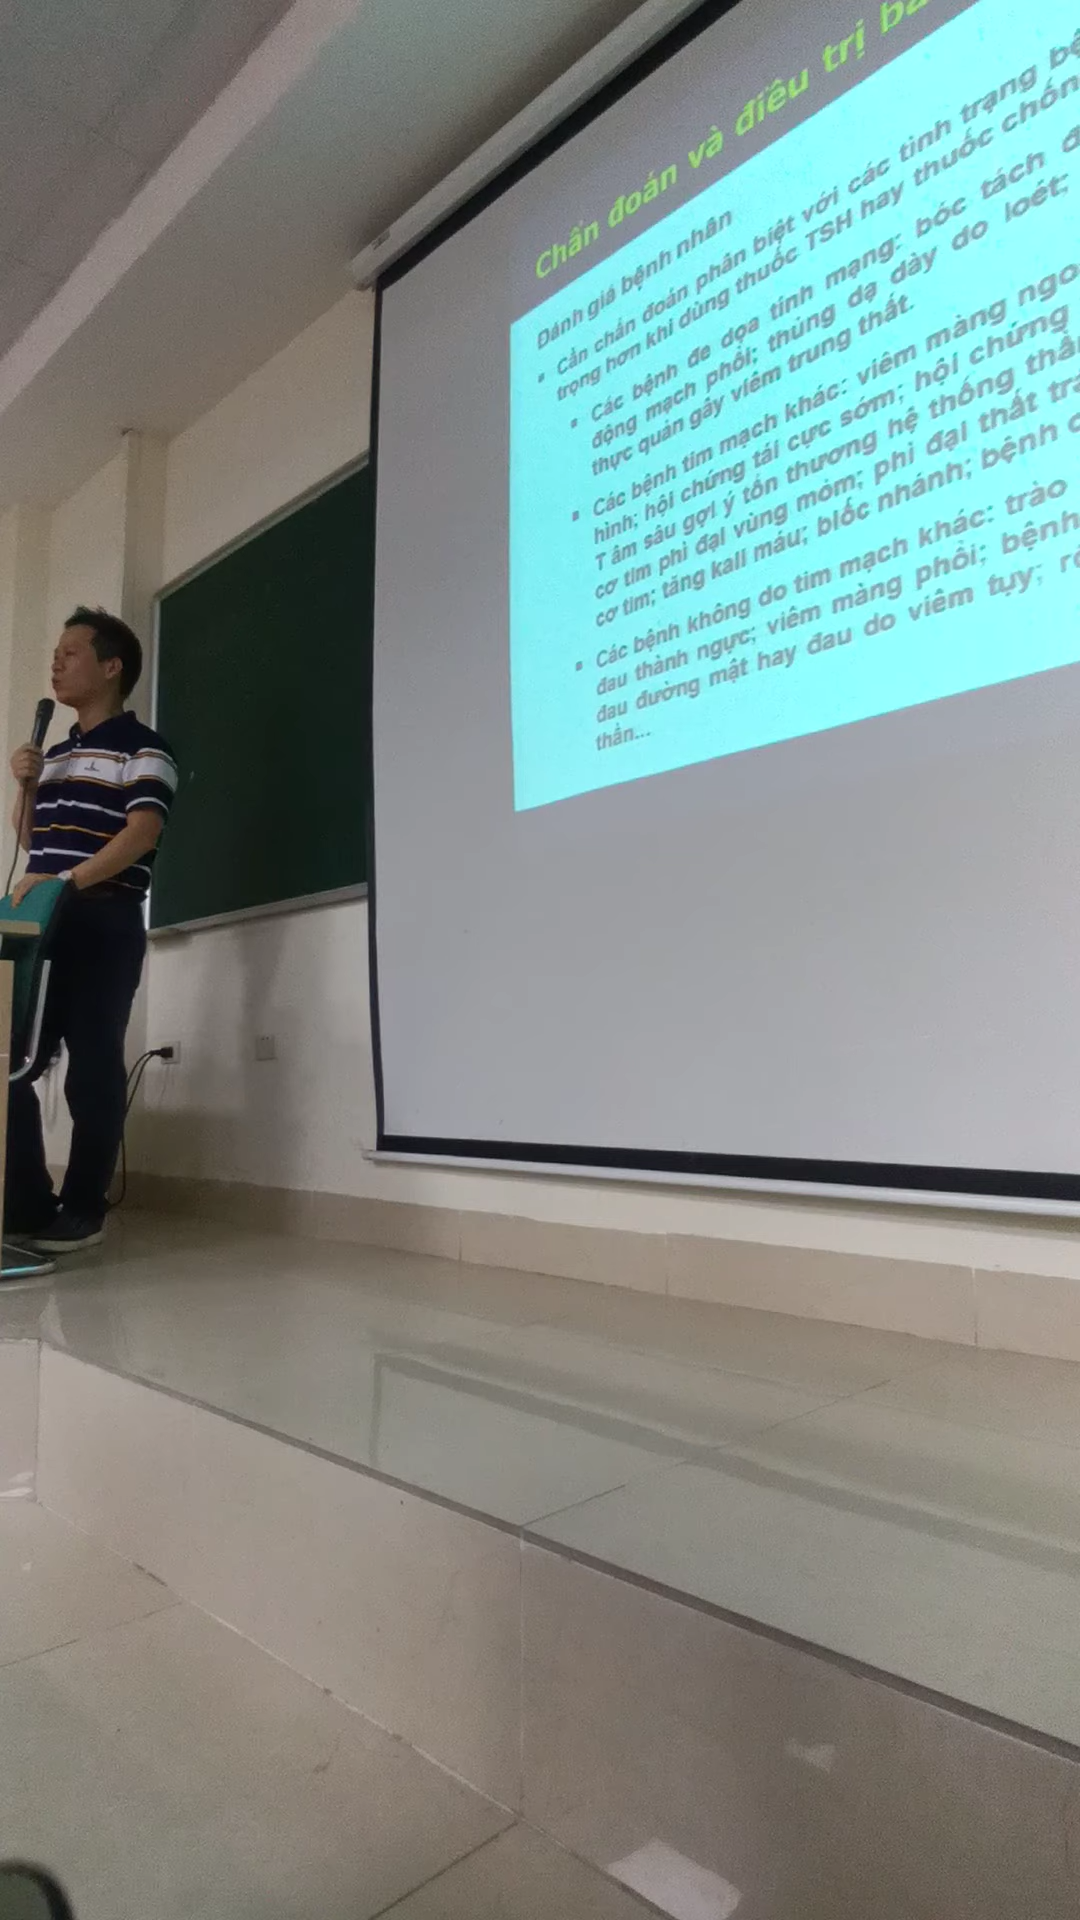 Chẩn đoán và điều trị
Đánh giá bệnh nhân
Cần chẩn đoán phân biệt với các tình trạng
trọng hơn khi dùng thuốc TSH hay thuốc chống
Các bệnh đe dọa tính mạng: bóc tách
động mạch phổi; thủng dạ dày do loét;
thực quản gây viêm trung thất.
Các bệnh tim mạch khác: viêm màng
hình; hội chứng tái cực sớm; hội chứng
T âm sâu gợi ý tổn thương hệ thống
cơ tim phì đại vùng mỏm; phì đại thất
cơ tim; tăng kali máu; blốc nhánh; bệnh
Các bệnh không do tim mạch khác: trào
đau thành ngực; viêm màng phổi; bệnh
đau đường mật hay đau do viêm tụy;
thần...